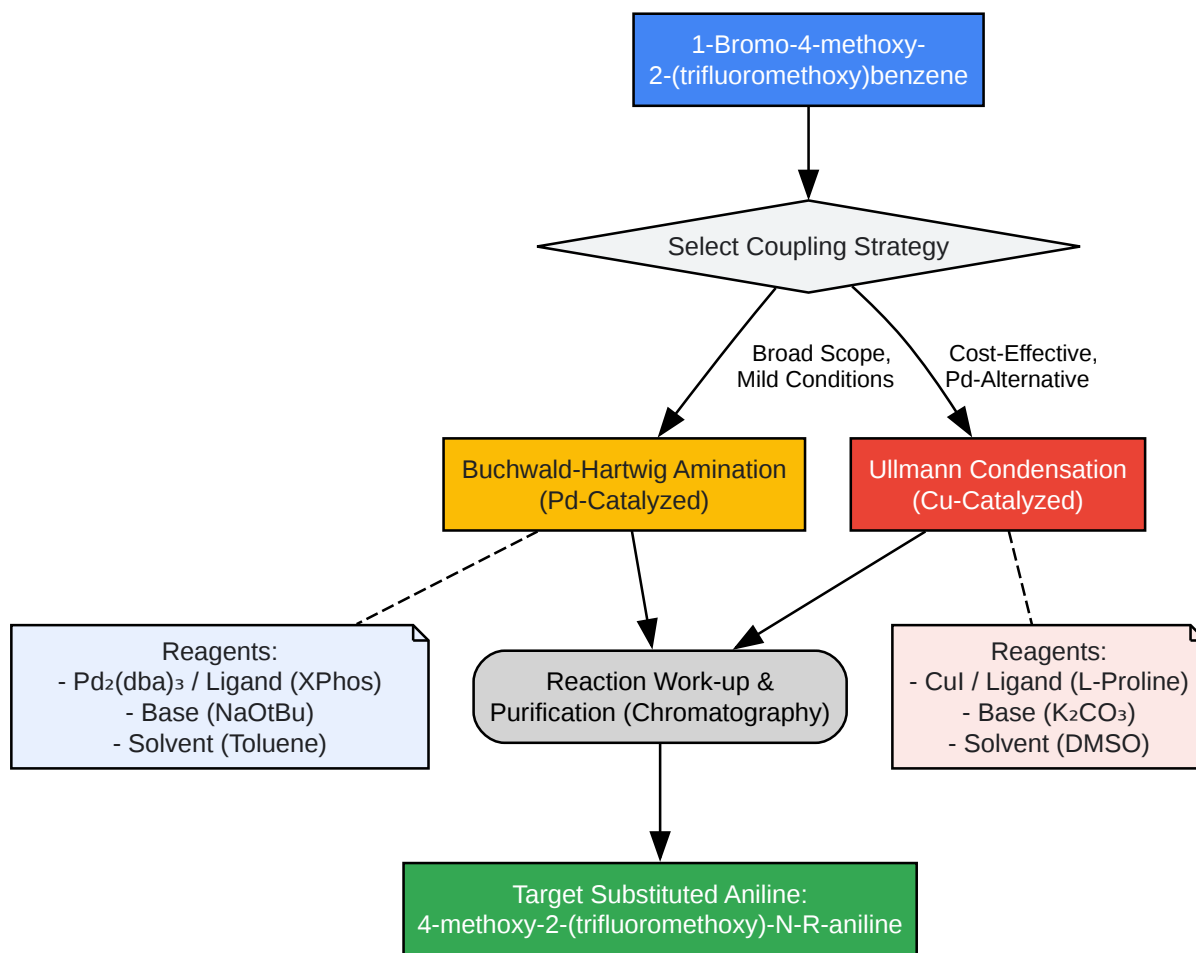 1-Bromo-4-methoxy-
2-(trifluoromethoxy)benzene
Select Coupling Strategy
Broad Scope,
Mild Conditions
Cost-Effective,
Pd-Alternative
Buchwald-Hartwig Amination
(Pd-Catalyzed)
Ullmann Condensation
(Cu-Catalyzed)
Reagents:
- Pd₂(dba)₃ / Ligand (XPhos)
- Base (NaOtBu)
- Solvent (Toluene)
Reaction Work-up &
Purification (Chromatography)
Reagents:
- CuI / Ligand (L-Proline)
- Base (K₂CO₃)
- Solvent (DMSO)
Target Substituted Aniline:
4-methoxy-2-(trifluoromethoxy)-N-R-aniline